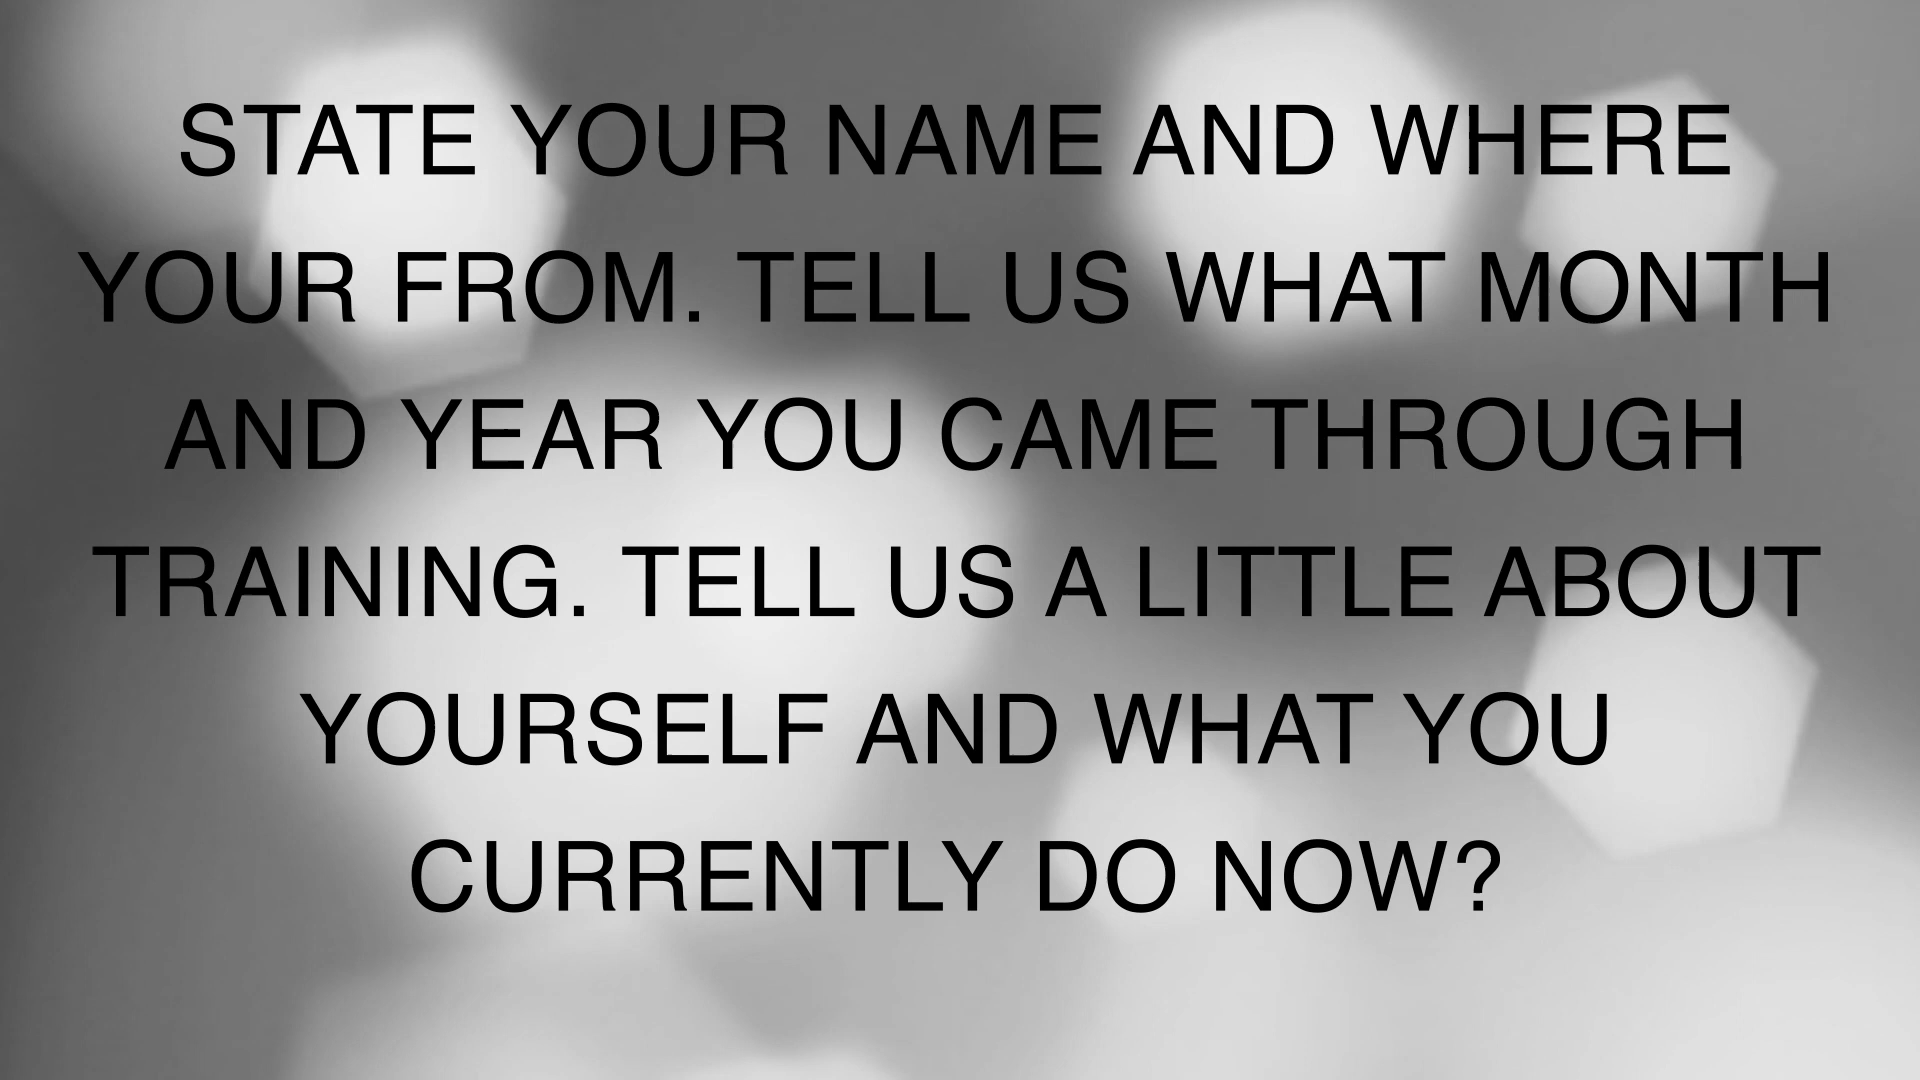 STATE YOUR NAME AND WHERE
YOUR FROM. TELL US WHAT MONTH
AND YEAR YOU CAME THROUGH
TRAINING. TELL US A LITTLE ABOUT
YOURSELF AND WHAT YOU
CURRENTLY DO NOW?